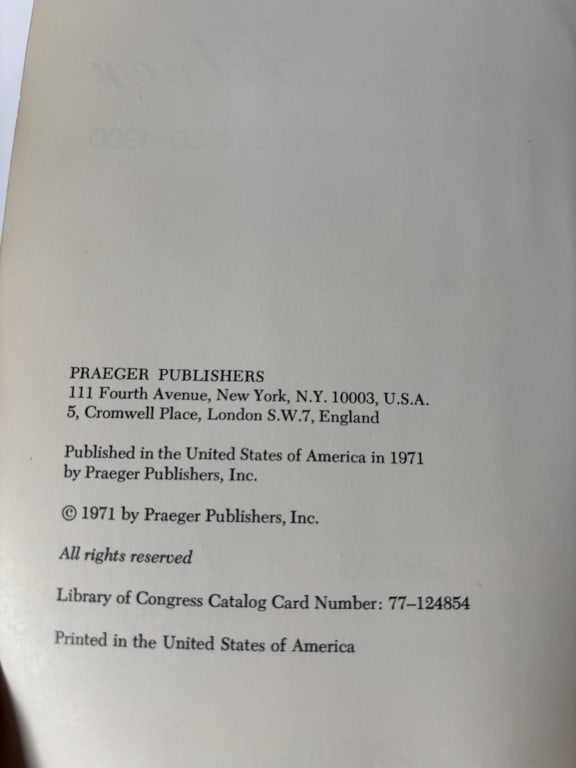 PRAEGER PUBLISHERS
111 Fourth Avenue, New York, N.Y. 10003, U.S.A.
5, Cromwell Place, London S.W.7, England
Published in the United States of America in 1971
by Praeger Publishers, Inc.
© 1971 by Praeger Publishers, Inc.
All rights reserved
Library of Congress Catalog Card Number: 77–124854
Printed in the United States of America